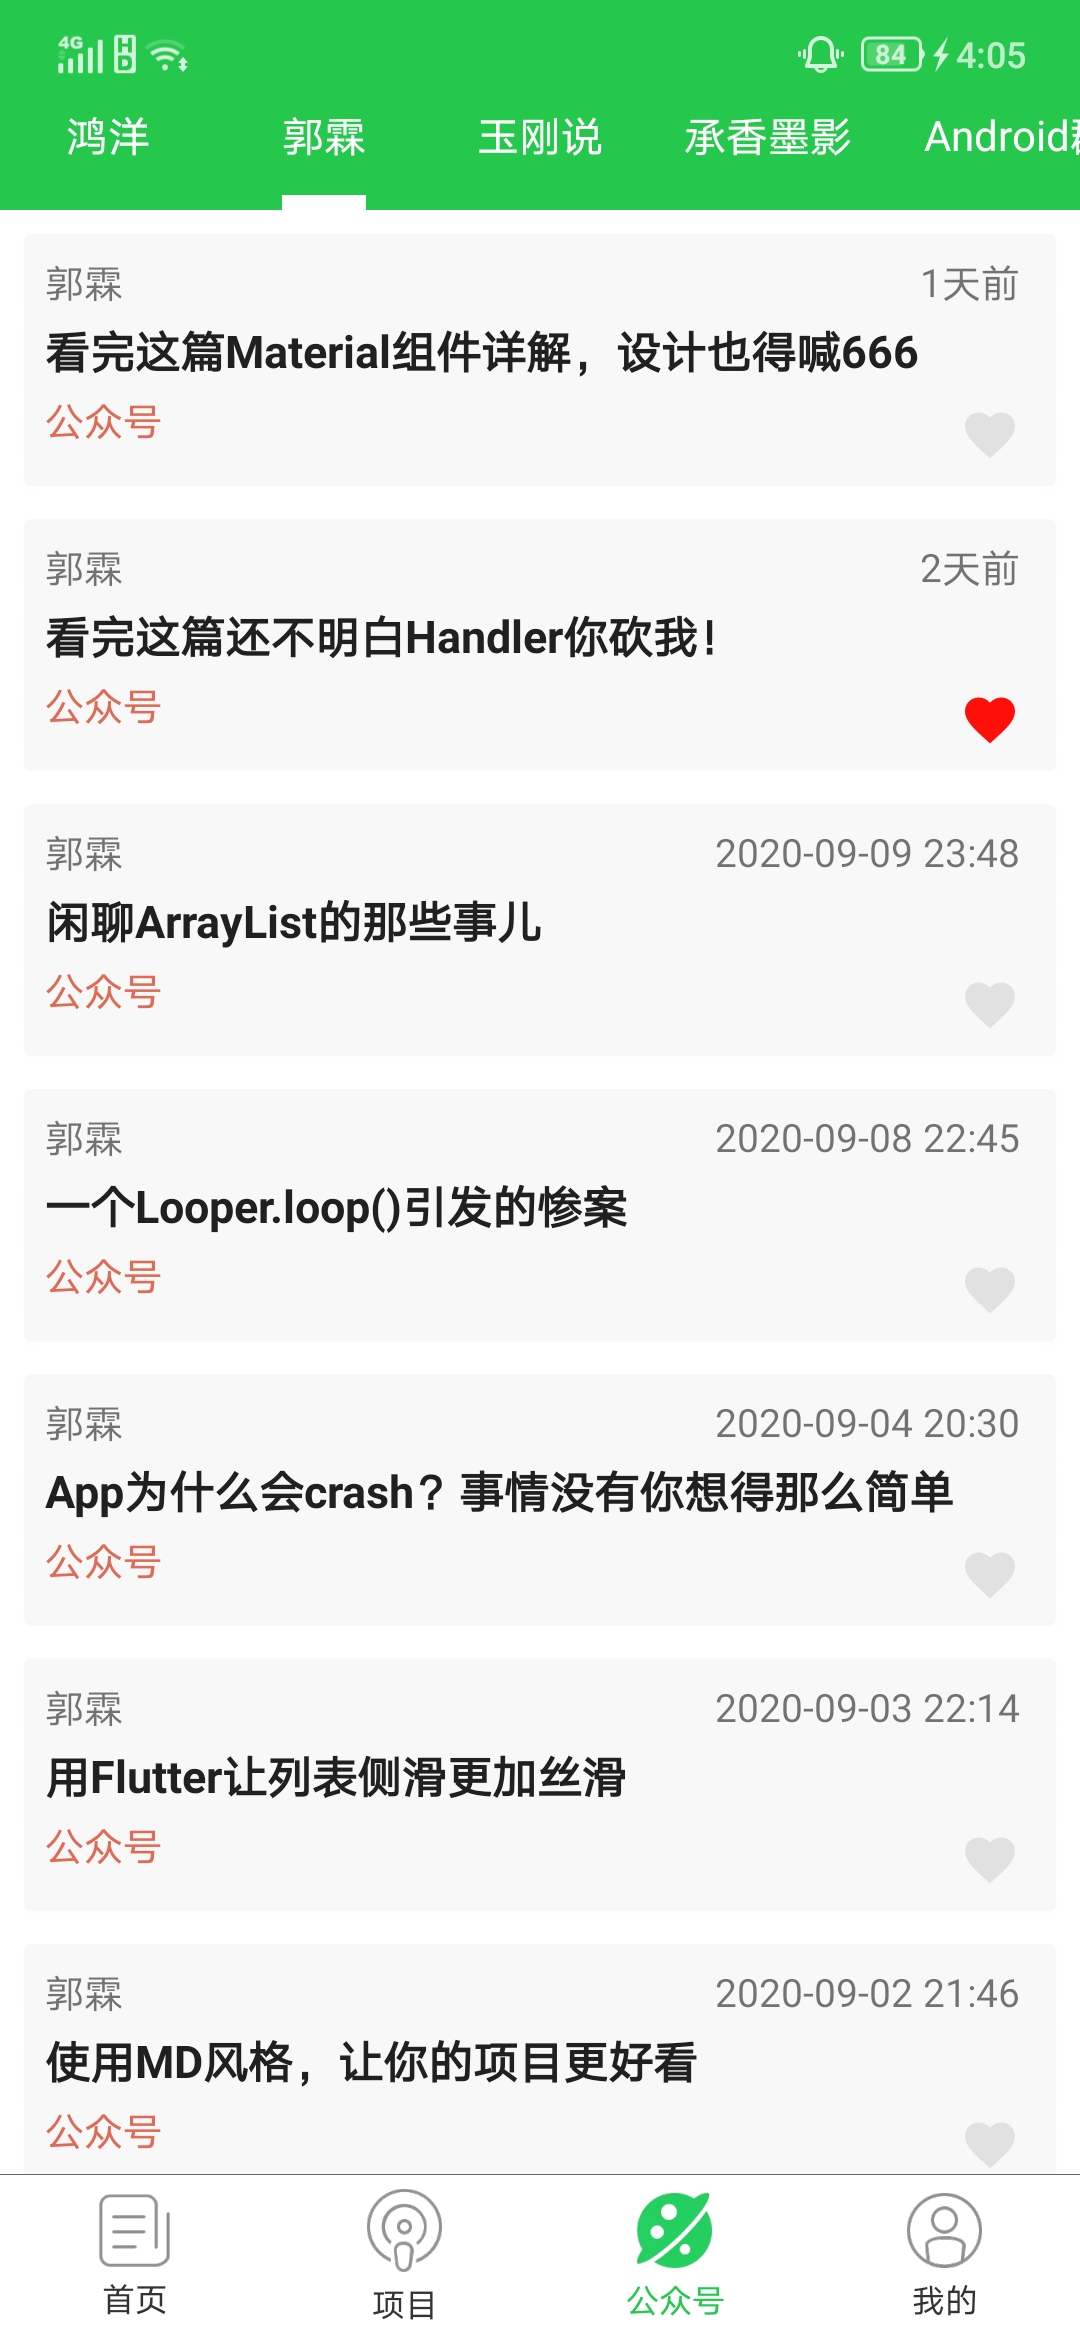 4G HD 84 4:05
鸿洋 郭霖 玉刚说 承香墨影 Android
郭霖 1天前
看完这篇Material组件详解，设计也得喊666
公众号
郭霖 2天前
看完这篇还不明白Handler你砍我！
公众号
郭霖 2020-09-09 23:48
闲聊ArrayList的那些事儿
公众号
郭霖 2020-09-08 22:45
一个Looper.loop()引发的惨案
公众号
郭霖 2020-09-04 20:30
App为什么会crash？事情没有你想得那么简单
公众号
郭霖 2020-09-03 22:14
用Flutter让列表侧滑更加丝滑
公众号
郭霖 2020-09-02 21:46
使用MD风格，让你的项目更好看
公众号
首页 项目 公众号 我的